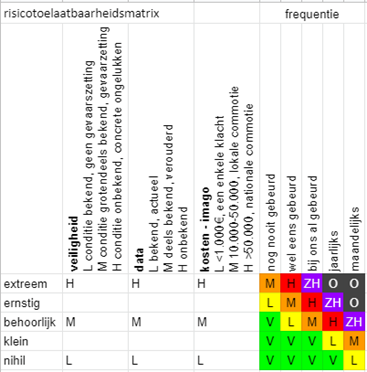 risicotoelaatbaarheidsmatrix frequentie
veiligheid
L conditie bekend, geen gevaarszetting
M conditie grotendeels bekend, gevaarzetting
H conditie onbekend, concrete ongelukken
data
L bekend, actueel
M deels bekend, verouderd
H onbekend
kosten - imago
L <1.000€, een enkele klacht
M 10.000-50.000, lokale commotie
H >50.000, nationale commotie
nog nooit gebeurd
wel eens gebeurd
bij ons al gebeurd
jaarlijks
maandelijks
extreem H H H M H ZH O O
ernstig L M H ZH O
behoorlijk M M M V L M H ZH
klein V V V L M
nihil L L L V V V V L